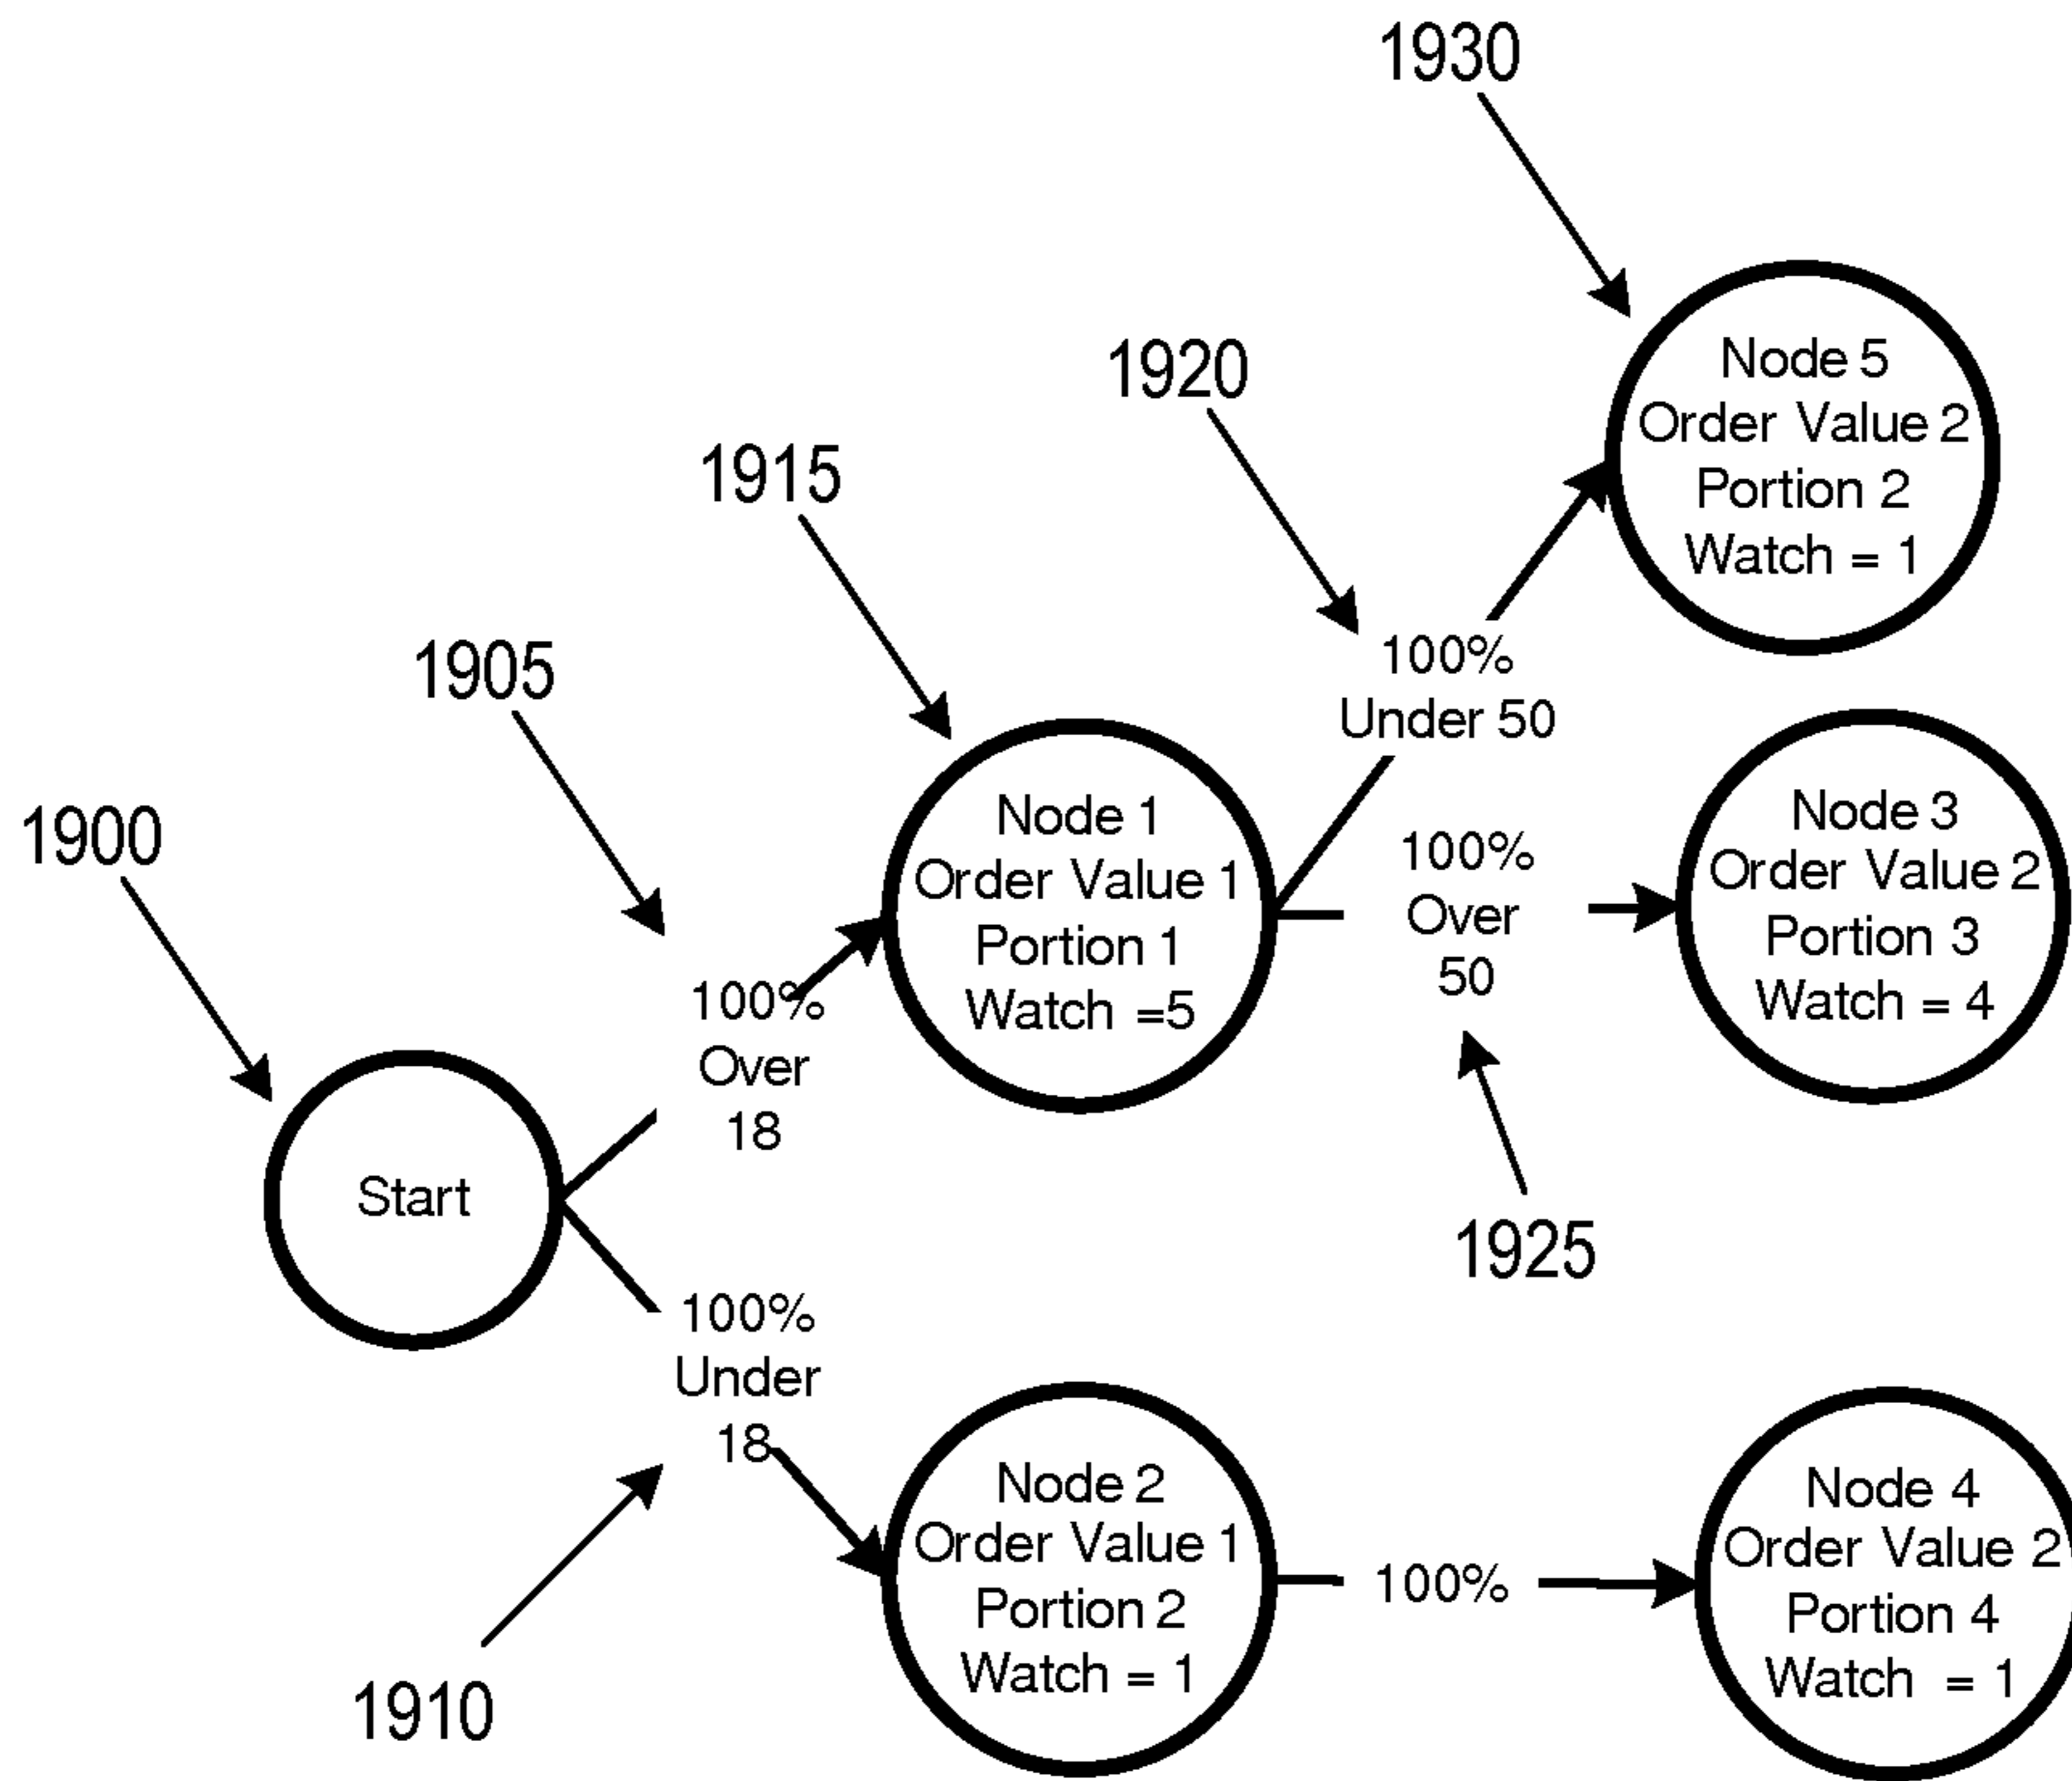 1930
Node 5
Order Value 2
Portion 2
Watch = 1
1920
100%
Under 50
1915
Node 1
Order Value 1
Portion 1
Watch =5
100%
Over
50
Node 3
Order Value 2
Portion 3
Watch = 4
1905
1900
100%
Over
18
Start
1925
100%
Under
18
1910
Node 2
Order Value 1
Portion 2
Watch = 1
100%
Node 4
Order Value 2
Portion 4
Watch = 1